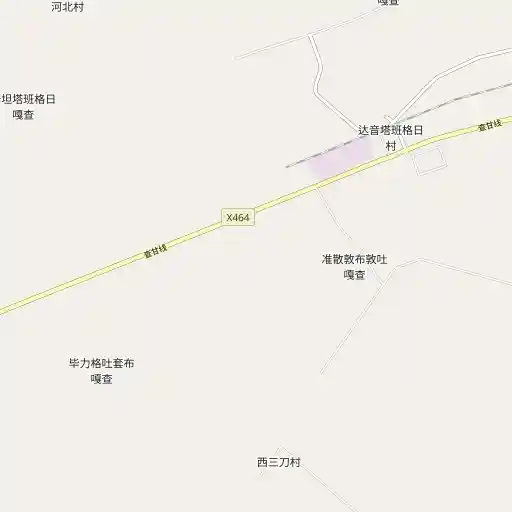 河北村
嘎查
坦塔班格日
嘎查
达音塔班格日
村
查甘线
X464
查甘线
准散敦布敦吐
嘎查
毕力格吐套布
嘎查
西三刀村